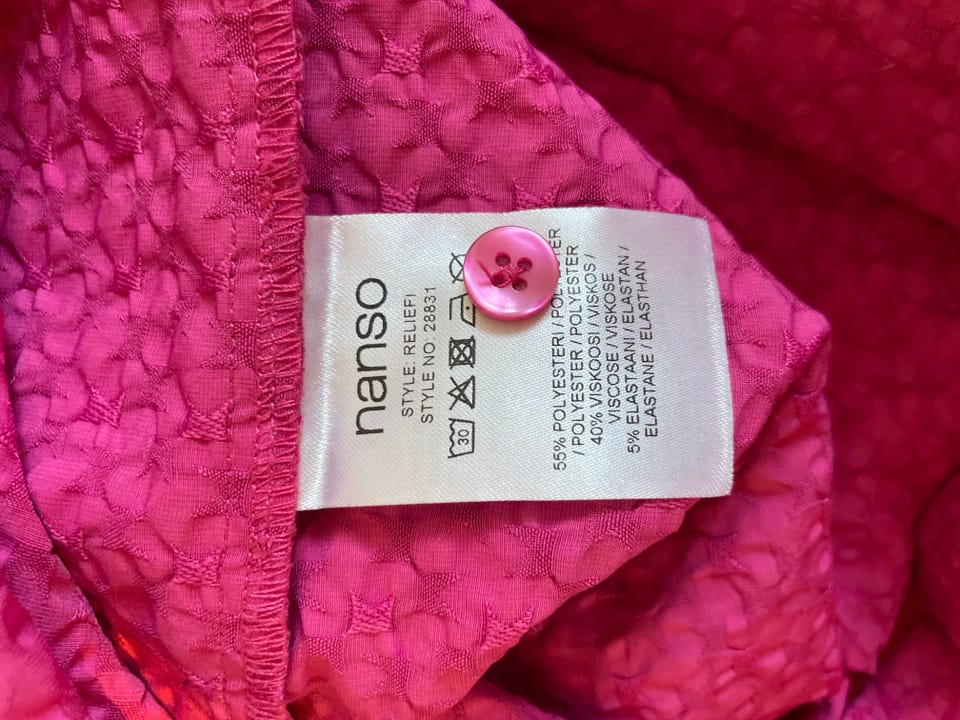 nanso
STYLE: RELIEFI
STYLE NO: 28831
30
55% POLYESTERI / POLYESTER
/ POLYESTER / POLYESTER
40% VISKOOSI / VISKOS /
VISCOSE / VISKOSE
5% ELASTAANI / ELASTAN /
ELASTANE / ELASTHAN